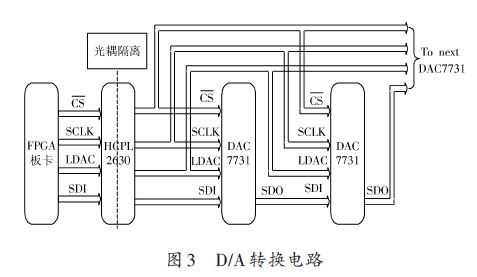 光耦隔离
To next
DAC7731
FPGA
板卡
CS
SCLK
LDAC
SDI
HCPL
2630
CS
SCLK
LDAC
SDI
DAC
7731
SDO
CS
SCLK
LDAC
SDI
DAC
7731
SDO
图3 D/A转换电路